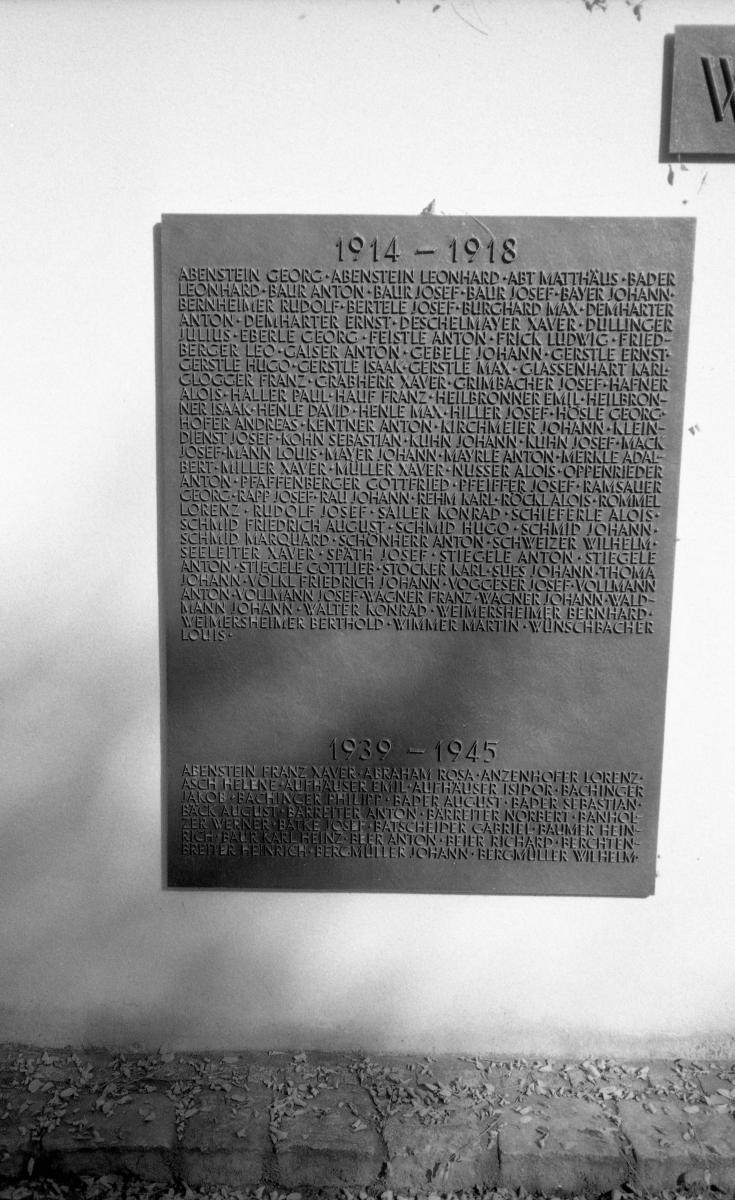 W
1914 – 1918
ABENSTEIN GEORG · ABENSTEIN LEONHARD · ABT MATTHÄUS · BADER
LEONHARD · BAUR ANTON · BAUR JOSEF · BAUR JOSEF · BAYER JOHANN ·
BERNHEIMER RUDOLF · BERTELE JOSEF · BURGHARD MAX · DEMHARTER
ANTON · DEMHARTER ERNST · DESCHELMAYER XAVER · DULLINGER
JULIUS · EBERLE GEORG · FEISTLE ANTON · FRICK LUDWIG · FRIED-
BERGER LEO · GAISER ANTON · GEBELE JOHANN · GERSTLE ERNST ·
GERSTLE HUGO · GERSTLE ISAAK · GERSTLE MAX · GLASSENHART KARL ·
GLOGGER FRANZ · GRABHERR XAVER · GRIMBACHER JOSEF · HAFNER
ALOIS · HALLER PAUL · HAUF FRANZ · HEILBRONNER EMIL · HEILBRON-
NER ISAAK · HENLE DAVID · HENLE MAX · HILLER JOSEF · HÖSLE GEORG ·
HOFER ANDREAS · KENTNER ANTON · KIRCHMEIER JOHANN · KLEIN-
DIENST JOSEF · KOHN SEBASTIAN · KUHN JOHANN · KUHN JOSEF · MACK
JOSEF · MANN LOUIS · MAYER JOHANN · MAYRLE ANTON · MERKLE ADAL-
BERT · MILLER XAVER · MÜLLER XAVER · NUSSER ALOIS · OPPENRIEDER
ANTON · PFAFFENBERGER GOTTFRIED · PFEIFFER JOSEF · RAMSAUER
GEORG · RAPP JOSEF · RAU JOHANN · REHM KARL · RÖCKL ALOIS · ROMMEL
LORENZ · RUDOLF JOSEF · SAILER KONRAD · SCHIEFERLE ALOIS ·
SCHMID FRIEDRICH AUGUST · SCHMID HUGO · SCHMID JOHANN ·
SCHMID MARQUARD · SCHÖNHERR ANTON · SCHWEIZER WILHELM ·
SEELEITER XAVER · SPÄTH JOSEF · STIEGELE ANTON · STIEGELE
ANTON · STIEGELE GOTTLIEB · STOCKER KARL · SUES JOHANN · THOMA
JOHANN · VÖLKL FRIEDRICH JOHANN · VOGGESER JOSEF · VOLLMANN
ANTON · VOLLMANN JOSEF · WAGNER FRANZ · WAGNER JOHANN · WALD-
MANN JOHANN · WALTER KONRAD · WEIMERSHEIMER BERNHARD ·
WEIMERSHEIMER BERTHOLD · WIMMER MARTIN · WÜNSCHBACHER
LOUIS ·
1939 – 1945
ABENSTEIN FRANZ XAVER · ABRAHAM ROSA · ANZENHOFER LORENZ ·
ASCH HELENE · AUFHÄUSER EMIL · AUFHÄUSER ISIDOR · BACHINGER
JAKOB · BACHINGER PHILIPP · BADER AUGUST · BADER SEBASTIAN ·
BACK AUGUST · BÄRREITER ANTON · BÄRREITER NORBERT · BANHOL-
ZER WERNER · BATKE JOSEF · BATSCHEIDER GABRIEL · BAUMER HEIN-
RICH · BAUR KARL HEINZ · BEER ANTON · BEIER RICHARD · BERCHTEN-
BREITER HEINRICH · BERGMÜLLER JOHANN · BERGMÜLLER WILHELM ·